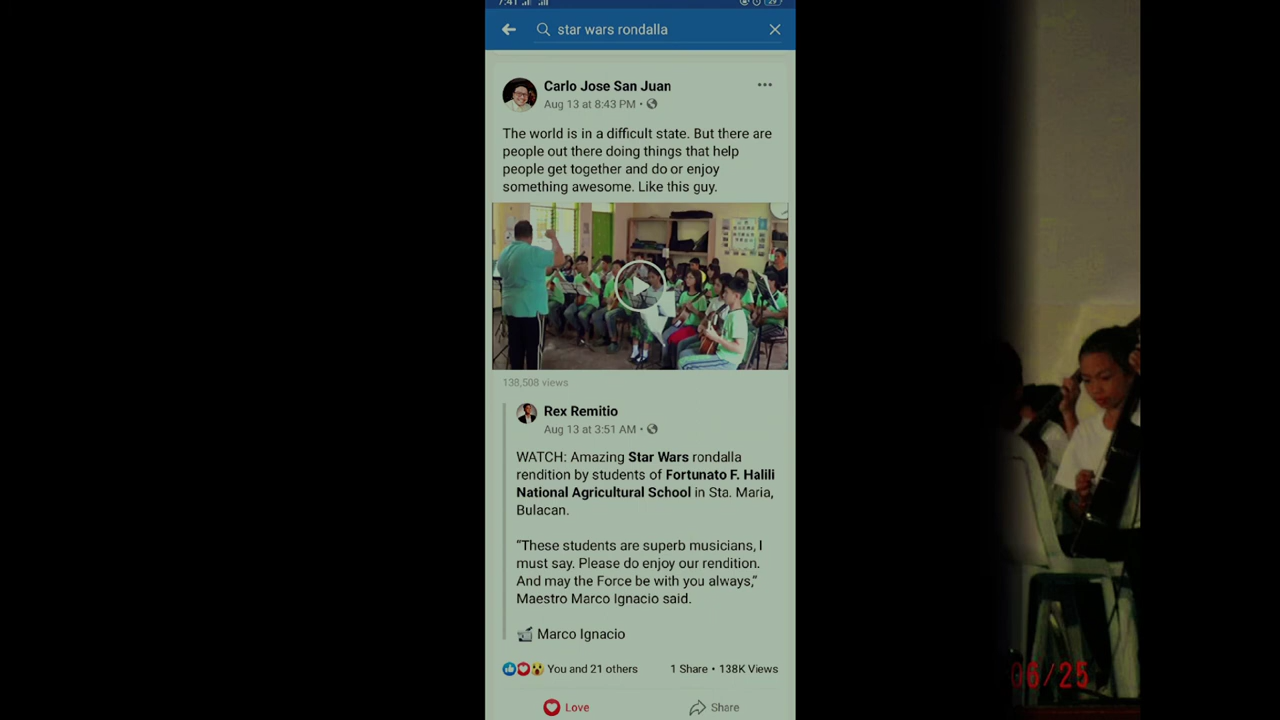 7:41
29
star wars rondalla
Carlo Jose San Juan
Aug 13 at 8:43 PM •
The world is in a difficult state. But there are
people out there doing things that help
people get together and do or enjoy
something awesome. Like this guy.
138,508 views
Rex Remitio
Aug 13 at 3:51 AM •
WATCH: Amazing Star Wars rondalla
rendition by students of Fortunato F. Halili
National Agricultural School in Sta. Maria,
Bulacan.
“These students are superb musicians, I
must say. Please do enjoy our rendition.
And may the Force be with you always,”
Maestro Marco Ignacio said.
Marco Ignacio
You and 21 others
1 Share • 138K Views
Love
Share
06/25